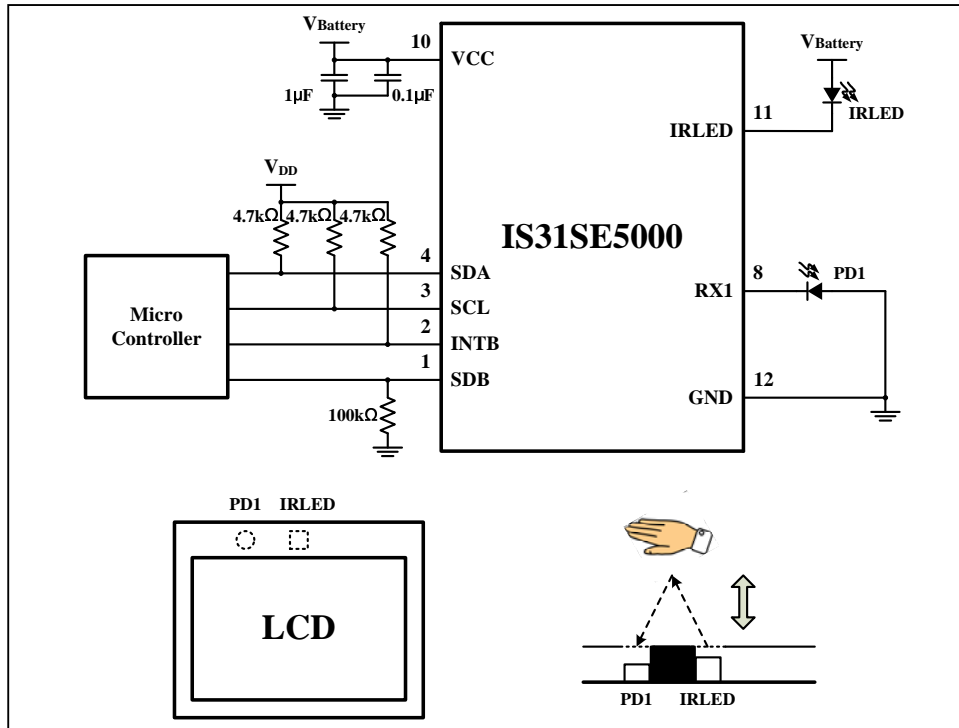 VBattery
10
VCC
1μF
0.1μF
VBattery
11
IRLED
IRLED
VDD
4.7kΩ 4.7kΩ 4.7kΩ
IS31SE5000
4
SDA
3
SCL
2
INTB
1
SDB
Micro
Controller
8
RX1
PD1
12
GND
100kΩ
PD1 IRLED
LCD
PD1 IRLED